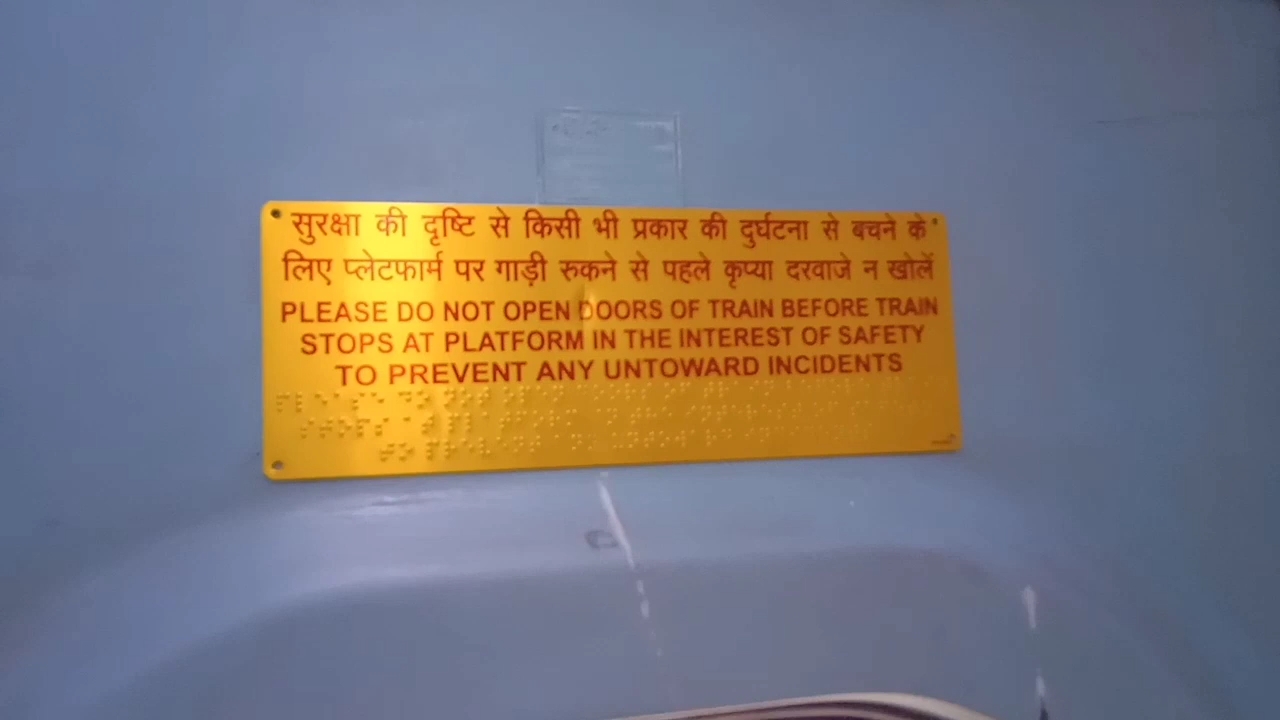 सुरक्षा की दृष्टि से किसी भी प्रकार की दुर्घटना से बचने के
लिए प्लेटफार्म पर गाड़ी रुकने से पहले कृप्या दरवाजे न खोलें
PLEASE DO NOT OPEN DOORS OF TRAIN BEFORE TRAIN
STOPS AT PLATFORM IN THE INTEREST OF SAFETY
TO PREVENT ANY UNTOWARD INCIDENTS